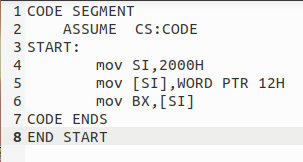 1 CODE SEGMENT
2     ASSUME  CS:CODE
3 START:
4         mov SI,2000H
5         mov [SI],WORD PTR 12H
6         mov BX,[SI]
7 CODE ENDS
8 END START